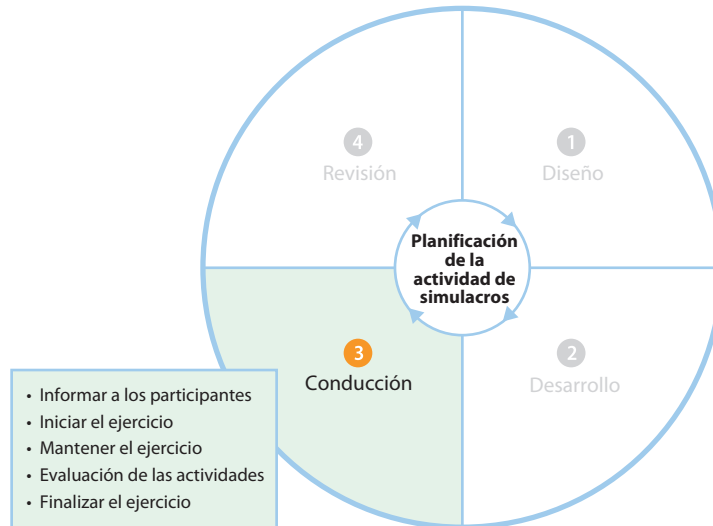 4
Revisión
1
Diseño
Planificación
de la
actividad de
simulacros
3
Conducción
2
Desarrollo
• Informar a los participantes
• Iniciar el ejercicio
• Mantener el ejercicio
• Evaluación de las actividades
• Finalizar el ejercicio